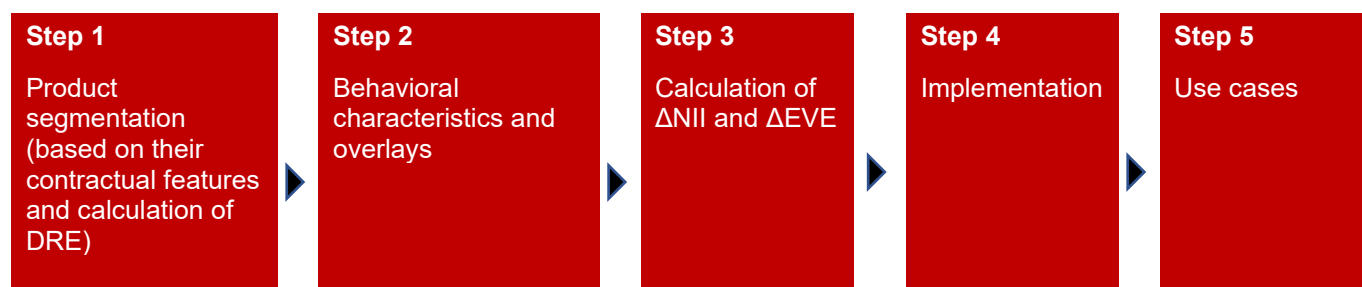 Step 1
Product
segmentation
(based on their
contractual features
and calculation of
DRE)
Step 2
Behavioral
characteristics and
overlays
Step 3
Calculation of
ΔNII and ΔEVE
Step 4
Implementation
Step 5
Use cases